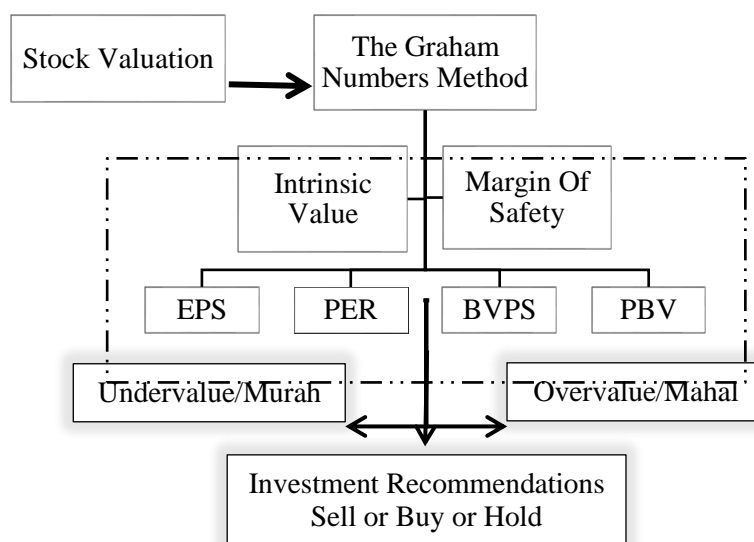 Stock Valuation
The Graham
Numbers Method
Intrinsic
Value
Margin Of
Safety
EPS
PER
BVPS
PBV
Undervalue/Murah
Overvalue/Mahal
Investment Recommendations
Sell or Buy or Hold